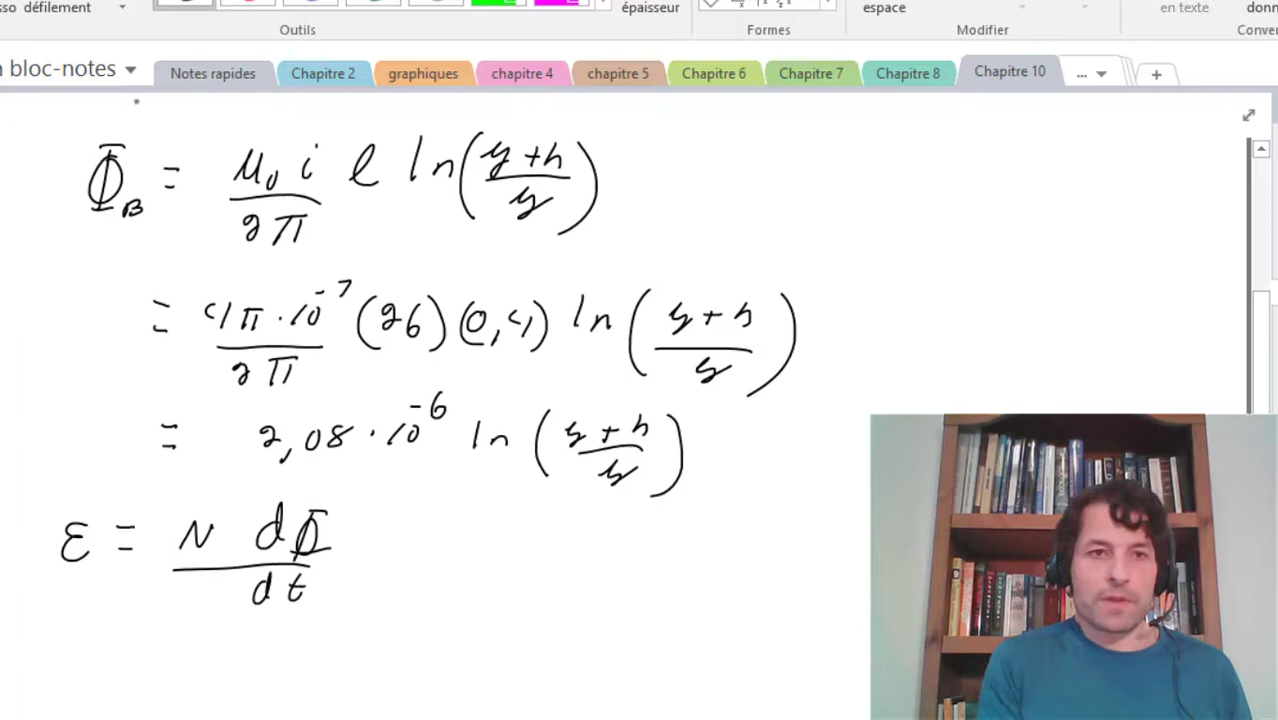 sso défilement
épaisseur
espace
en texte
donn
Outils
Formes
Modifier
Conver
n bloc-notes
Notes rapides
Chapitre 2
graphiques
chapitre 4
chapitre 5
Chapitre 6
Chapitre 7
Chapitre 8
Chapitre 10
...
+
Φ_B = μ₀ i / 2π ℓ ln((y+h)/y)
= 4π·10⁻⁷ / 2π (26)(0,4) ln((y+h)/y)
= 2,08·10⁻⁶ ln((y+h)/y)
ε = N dΦ / dt